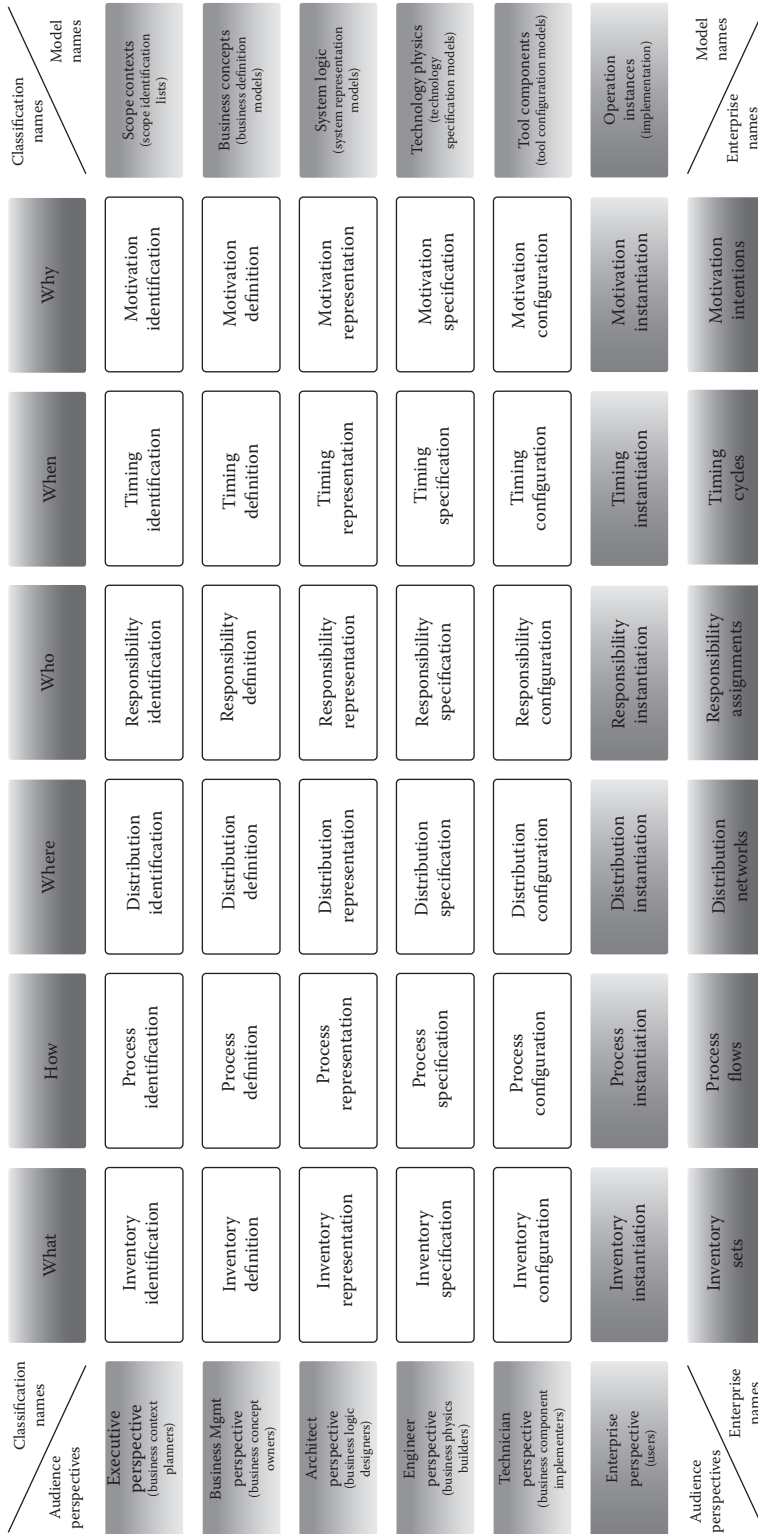 Classification
names
Audience
perspectives
What
How
Where
Who
When
Why
Classification
names
Model
names
Executive
perspective
(business context
planners)
Inventory
identification
Process
identification
Distribution
identification
Responsibility
identification
Timing
identification
Motivation
identification
Scope contexts
(scope identification
lists)
Business Mgmt
perspective
(business concept
owners)
Inventory
definition
Process
definition
Distribution
definition
Responsibility
definition
Timing
definition
Motivation
definition
Business concepts
(business definition
models)
Architect
perspective
(business logic
designers)
Inventory
representation
Process
representation
Distribution
representation
Responsibility
representation
Timing
representation
Motivation
representation
System logic
(system representation
models)
Engineer
perspective
(business physics
builders)
Inventory
specification
Process
specification
Distribution
specification
Responsibility
specification
Timing
specification
Motivation
specification
Technology physics
(technology
specification models)
Technician
perspective
(business component
implementers)
Inventory
configuration
Process
configuration
Distribution
configuration
Responsibility
configuration
Timing
configuration
Motivation
configuration
Tool components
(tool configuration models)
Enterprise
perspective
(users)
Inventory
instantiation
Process
instantiation
Distribution
instantiation
Responsibility
instantiation
Timing
instantiation
Motivation
instantiation
Operation
instances
(implementation)
Audience
perspectives
Enterprise
names
Inventory
sets
Process
flows
Distribution
networks
Responsibility
assignments
Timing
cycles
Motivation
intentions
Enterprise
names
Model
names